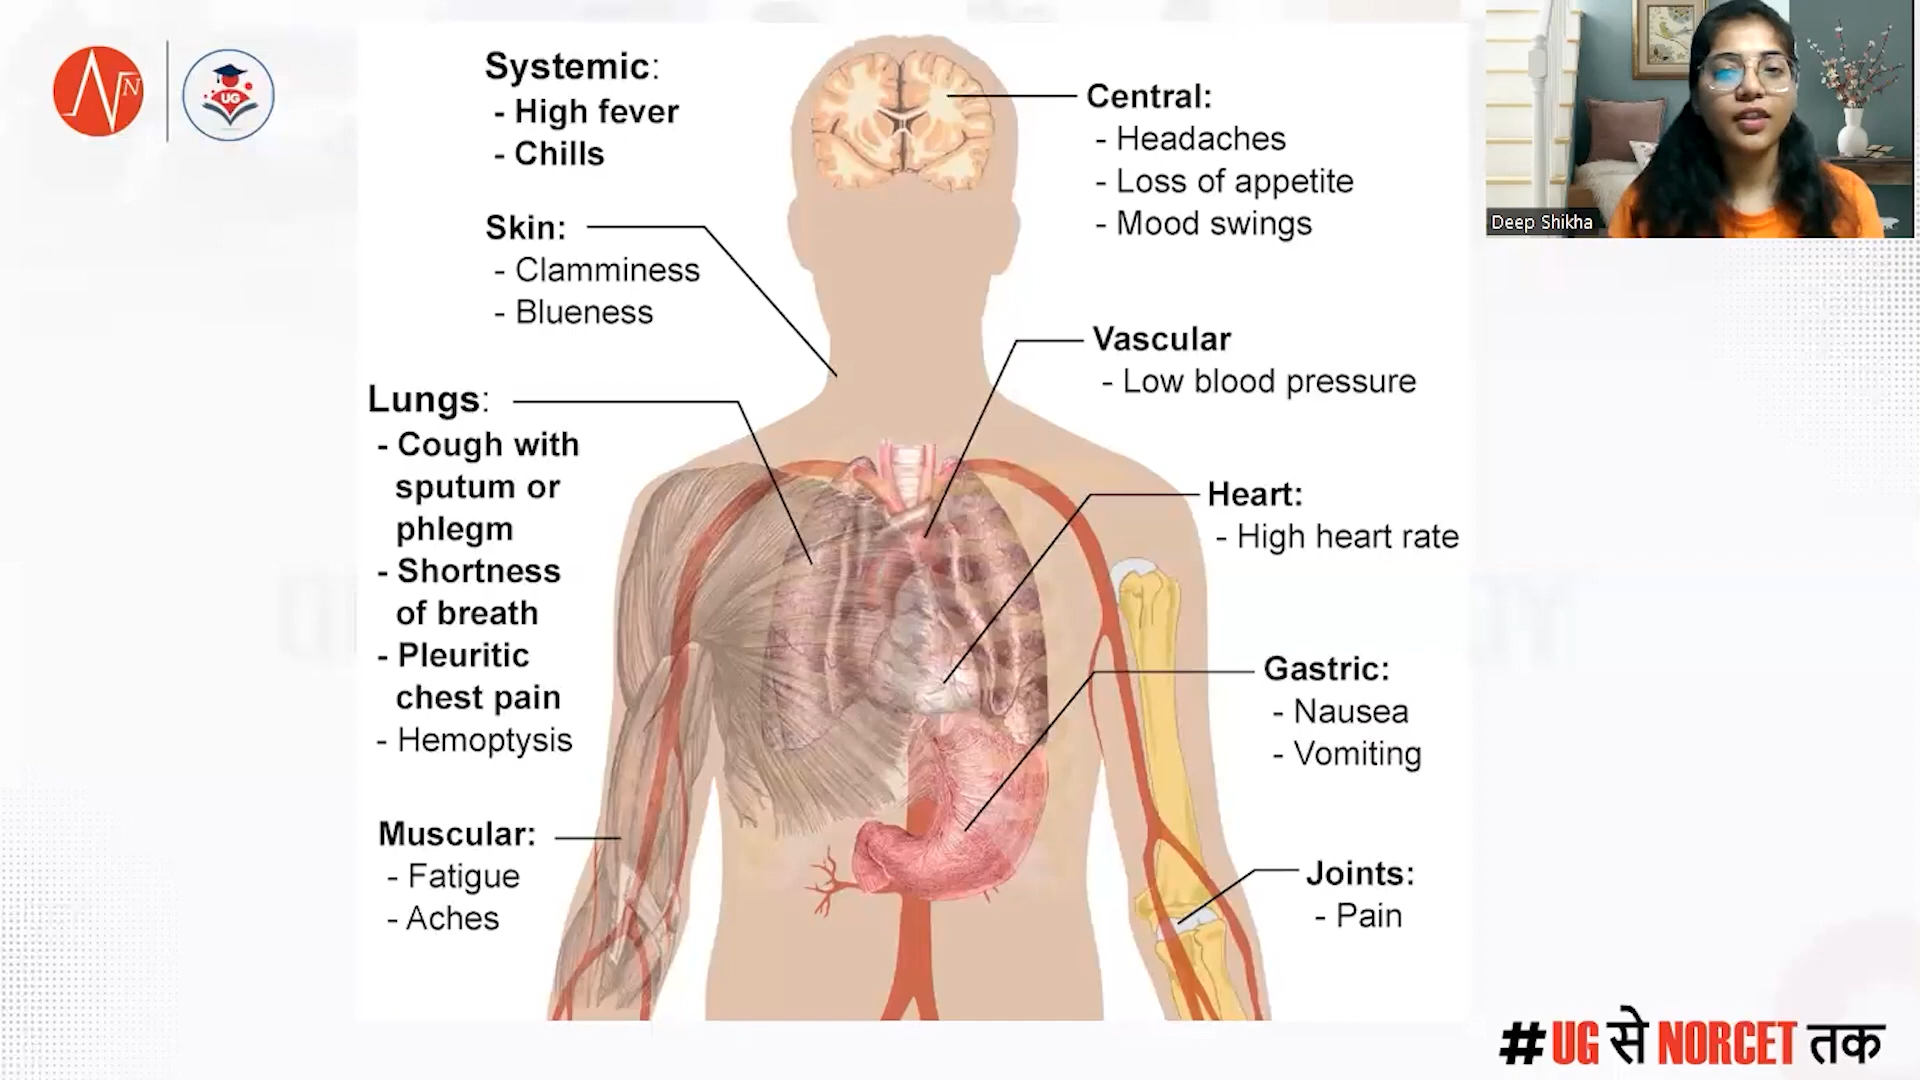 N
UG
Systemic:
- High fever
- Chills
Skin:
- Clamminess
- Blueness
Lungs:
- Cough with
sputum or
phlegm
- Shortness
of breath
- Pleuritic
chest pain
- Hemoptysis
Muscular:
- Fatigue
- Aches
Central:
- Headaches
- Loss of appetite
- Mood swings
Vascular
- Low blood pressure
Heart:
- High heart rate
Gastric:
- Nausea
- Vomiting
Joints:
- Pain
Deep Shikha
#UG से NORCET तक